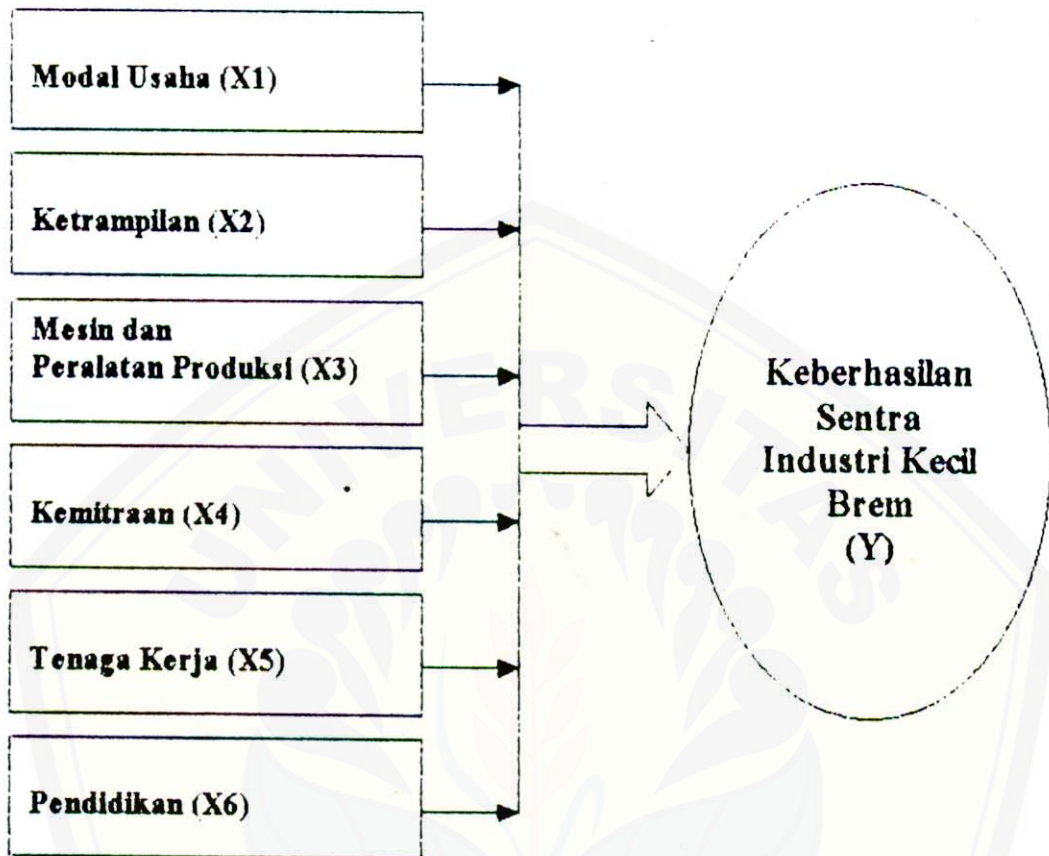 Modal Usaha (X1)
Ketrampilan (X2)
Mesin dan
Peralatan Produksi (X3)
Kemitraan (X4)
Tenaga Kerja (X5)
Pendidikan (X6)
Keberhasilan
Sentra
Industri Kecil
Brem
(Y)
UNIVERSITAS